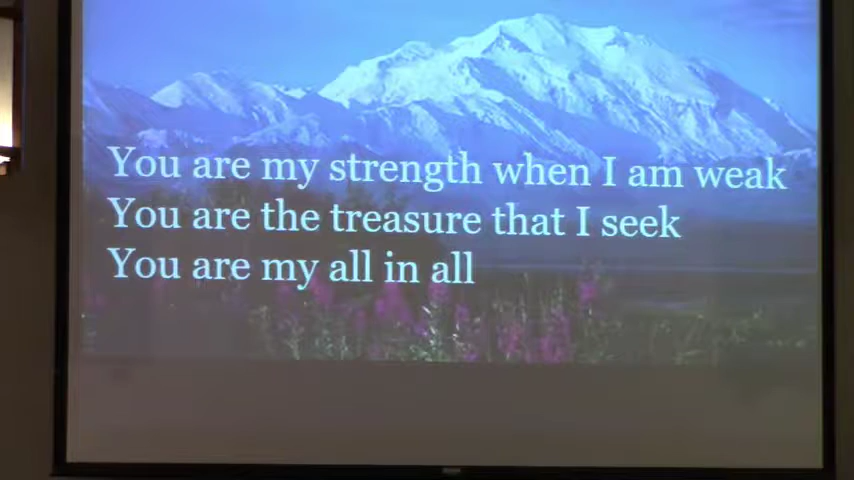 You are my strength when I am weak
You are the treasure that I seek
You are my all in all